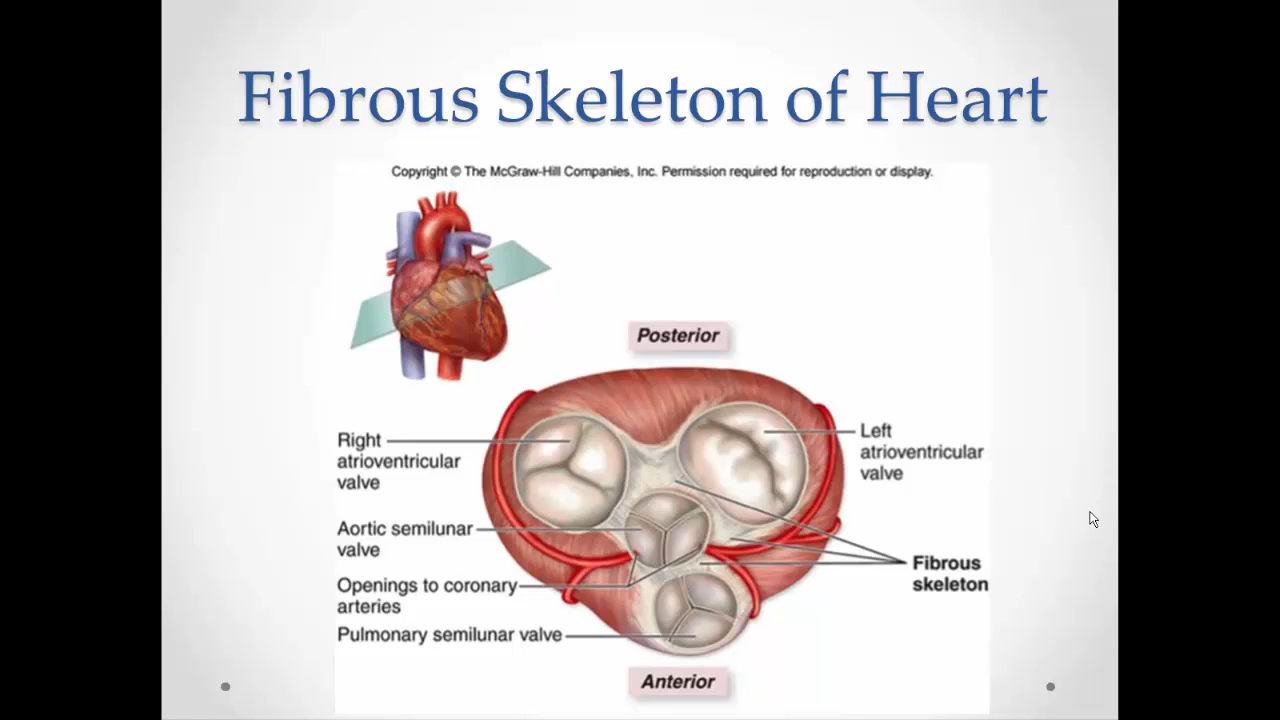 Fibrous Skeleton of Heart
Copyright © The McGraw-Hill Companies, Inc. Permission required for reproduction or display.
Posterior
Right
atrioventricular
valve
Left
atrioventricular
valve
Aortic semilunar
valve
Openings to coronary
arteries
Fibrous
skeleton
Pulmonary semilunar valve
Anterior